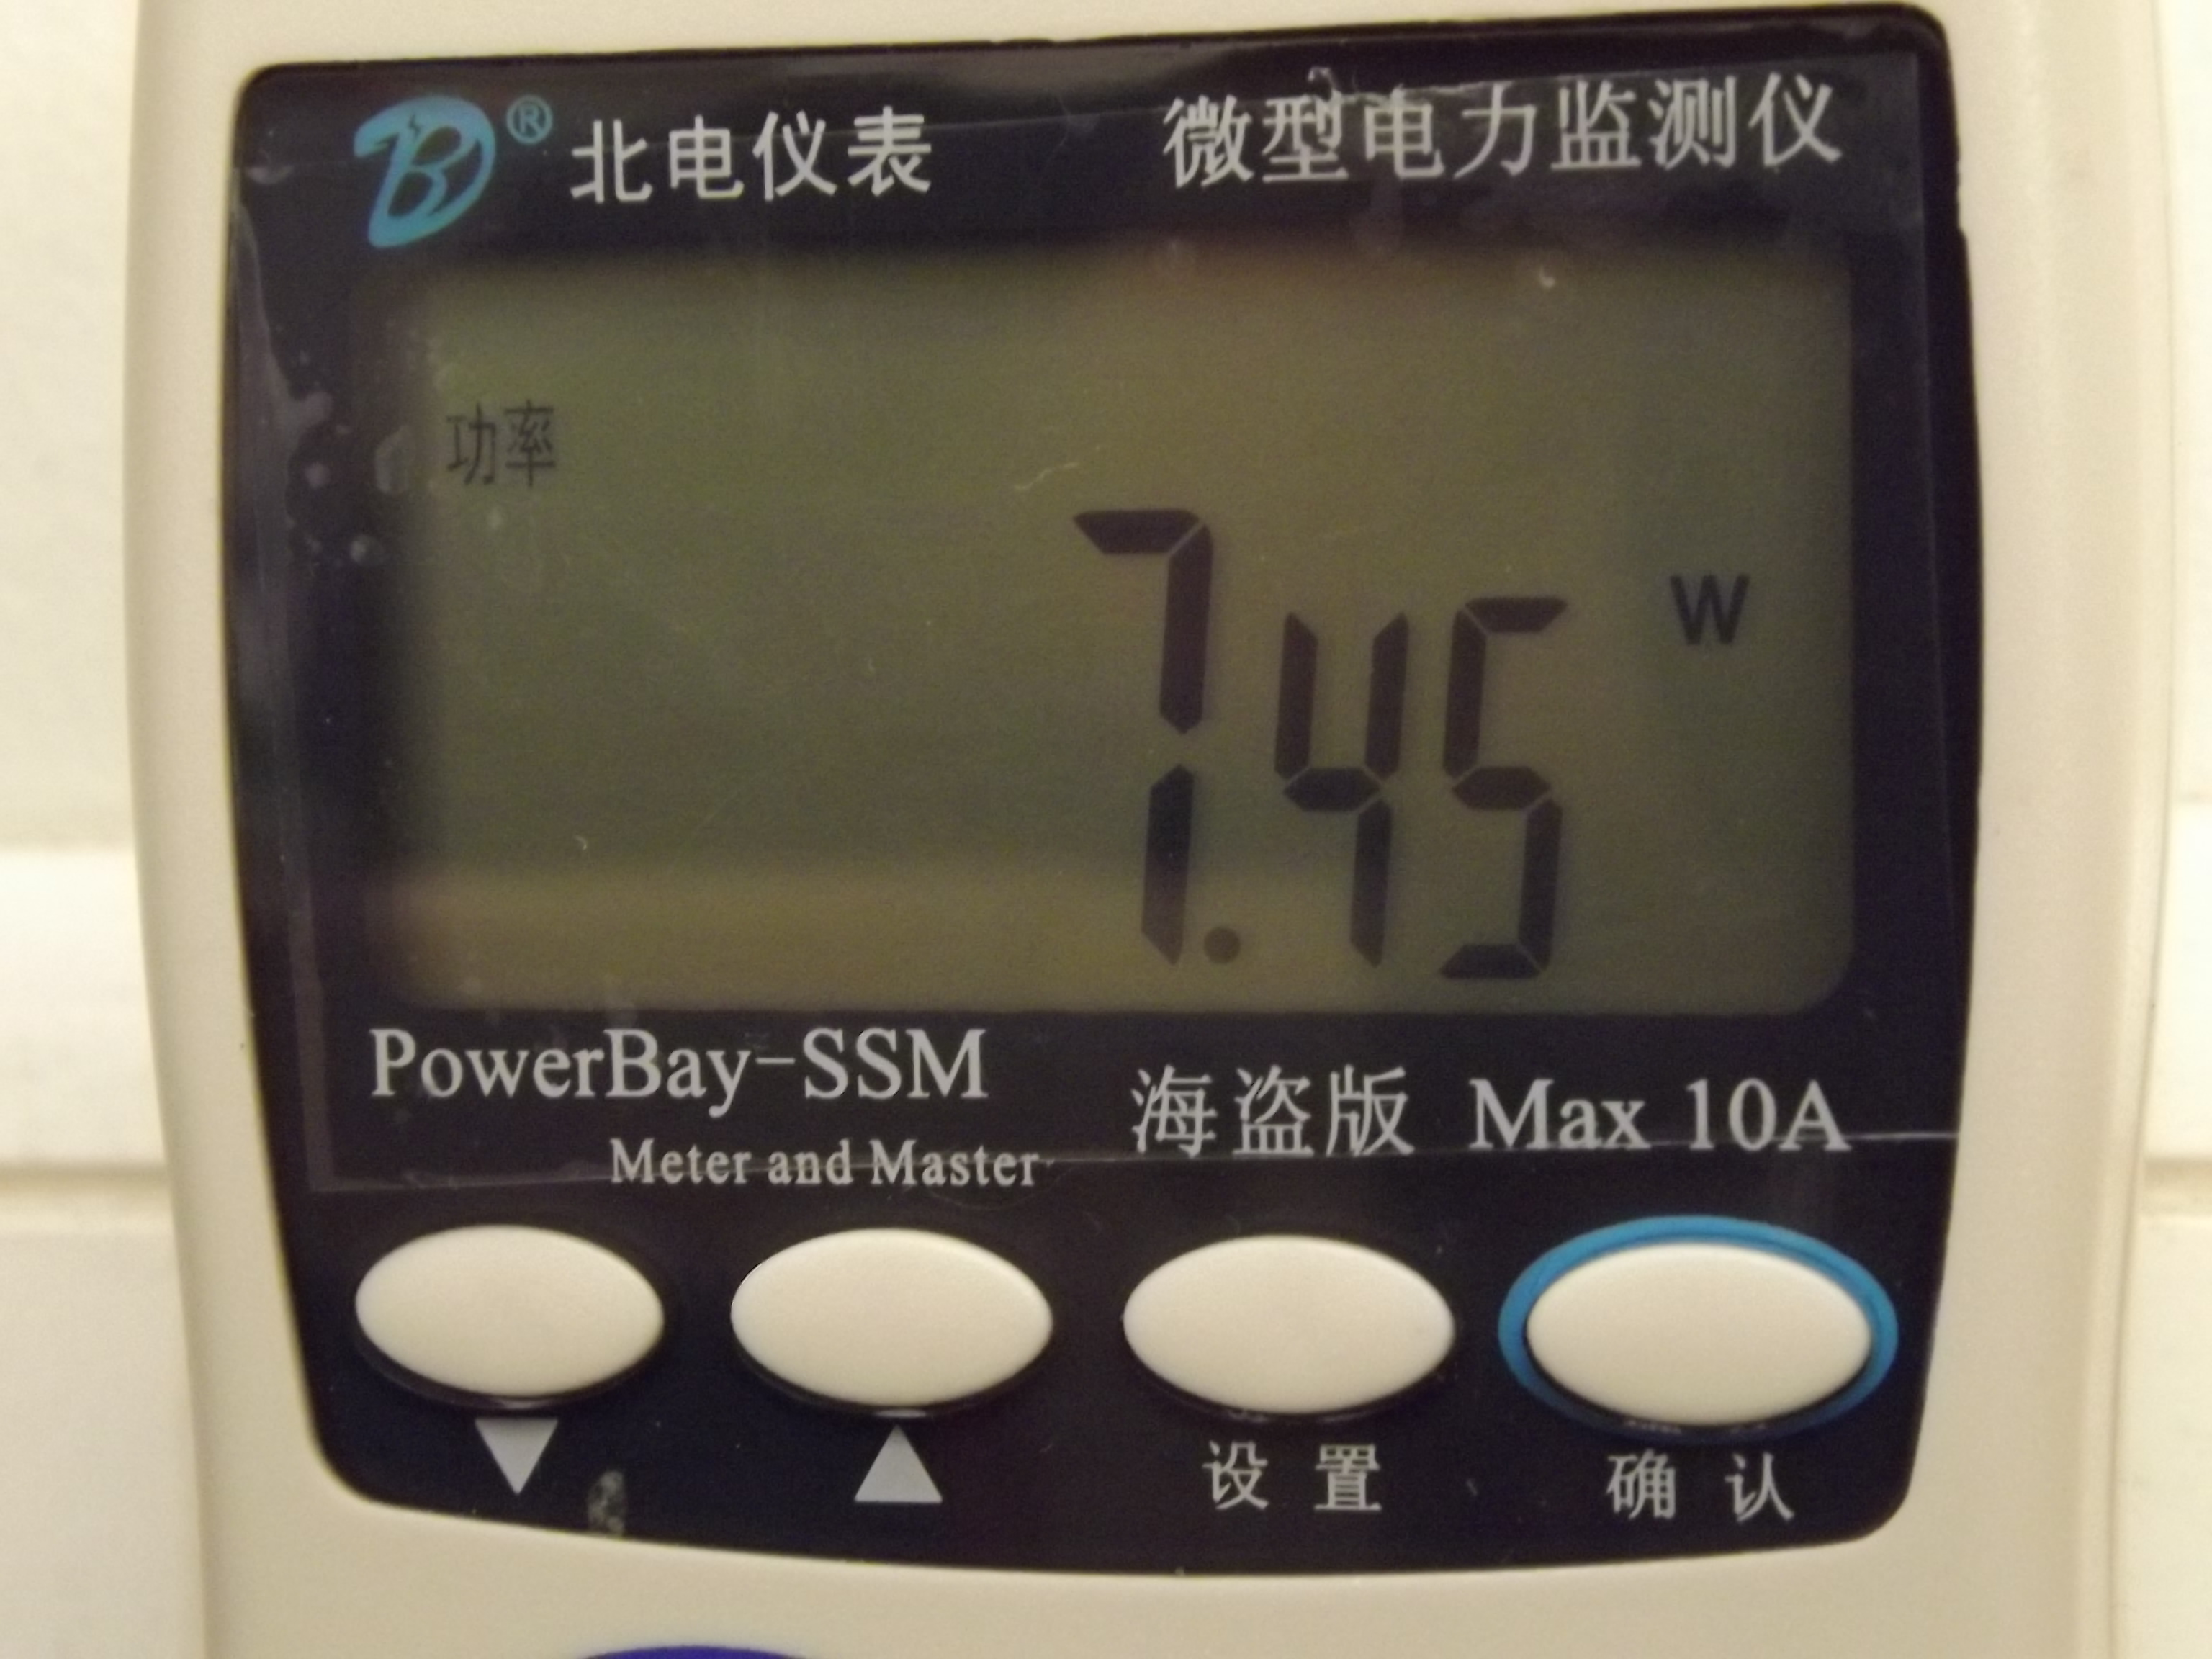 B® 北电仪表 微型电力监测仪
功率
7.45 W
PowerBay-SSM
海盗版 Max 10A
Meter and Master
▼ ▲ 设置 确认